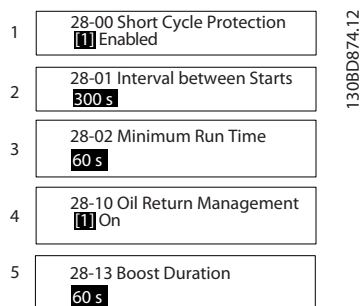 1
28-00 Short Cycle Protection
[1] Enabled
2
28-01 Interval between Starts
300 s
3
28-02 Minimum Run Time
60 s
4
28-10 Oil Return Management
[1] On
5
28-13 Boost Duration
60 s
130BD874.12